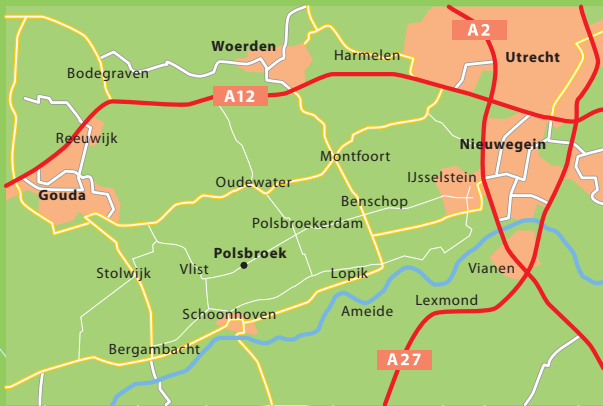 A2
Woerden
Harmelen
Utrecht
Bodegraven
A12
Reeuwijk
Nieuwegein
Montfoort
IJsselstein
Oudewater
Gouda
Benschop
Polsbroekerdam
Polsbroek
Stolwijk
Vlist
Lopik
Vianen
Lexmond
Ameide
Schoonhoven
Bergambacht
A27